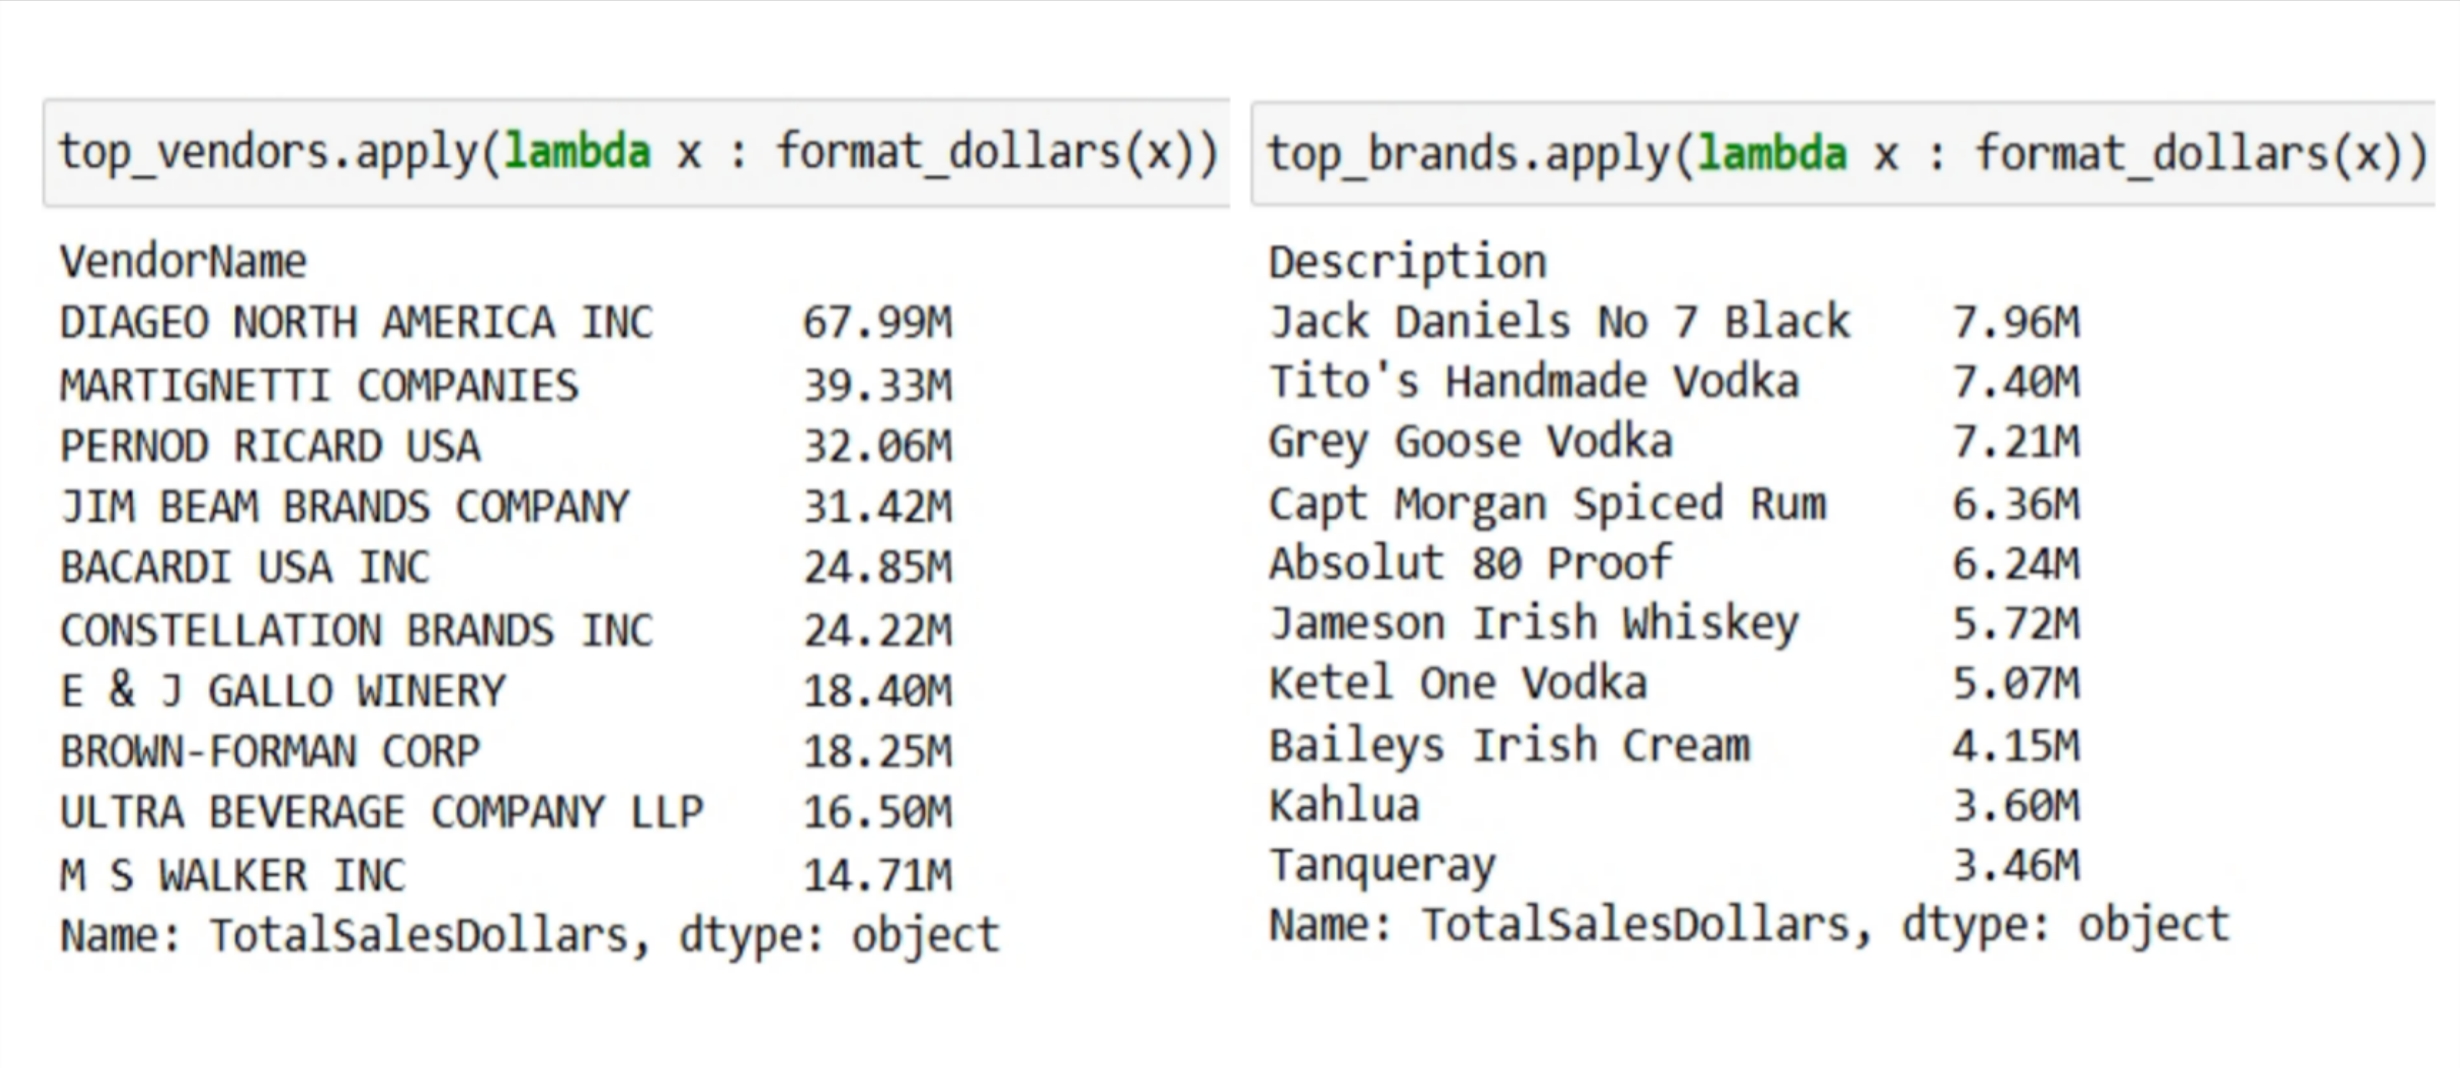 top_vendors.apply(lambda x : format_dollars(x))
VendorName
DIAGEO NORTH AMERICA INC 67.99M
MARTIGNETTI COMPANIES 39.33M
PERNOD RICARD USA 32.06M
JIM BEAM BRANDS COMPANY 31.42M
BACARDI USA INC 24.85M
CONSTELLATION BRANDS INC 24.22M
E & J GALLO WINERY 18.40M
BROWN-FORMAN CORP 18.25M
ULTRA BEVERAGE COMPANY LLP 16.50M
M S WALKER INC 14.71M
Name: TotalSalesDollars, dtype: object
top_brands.apply(lambda x : format_dollars(x))
Description
Jack Daniels No 7 Black 7.96M
Tito's Handmade Vodka 7.40M
Grey Goose Vodka 7.21M
Capt Morgan Spiced Rum 6.36M
Absolut 80 Proof 6.24M
Jameson Irish Whiskey 5.72M
Ketel One Vodka 5.07M
Baileys Irish Cream 4.15M
Kahlua 3.60M
Tanqueray 3.46M
Name: TotalSalesDollars, dtype: object